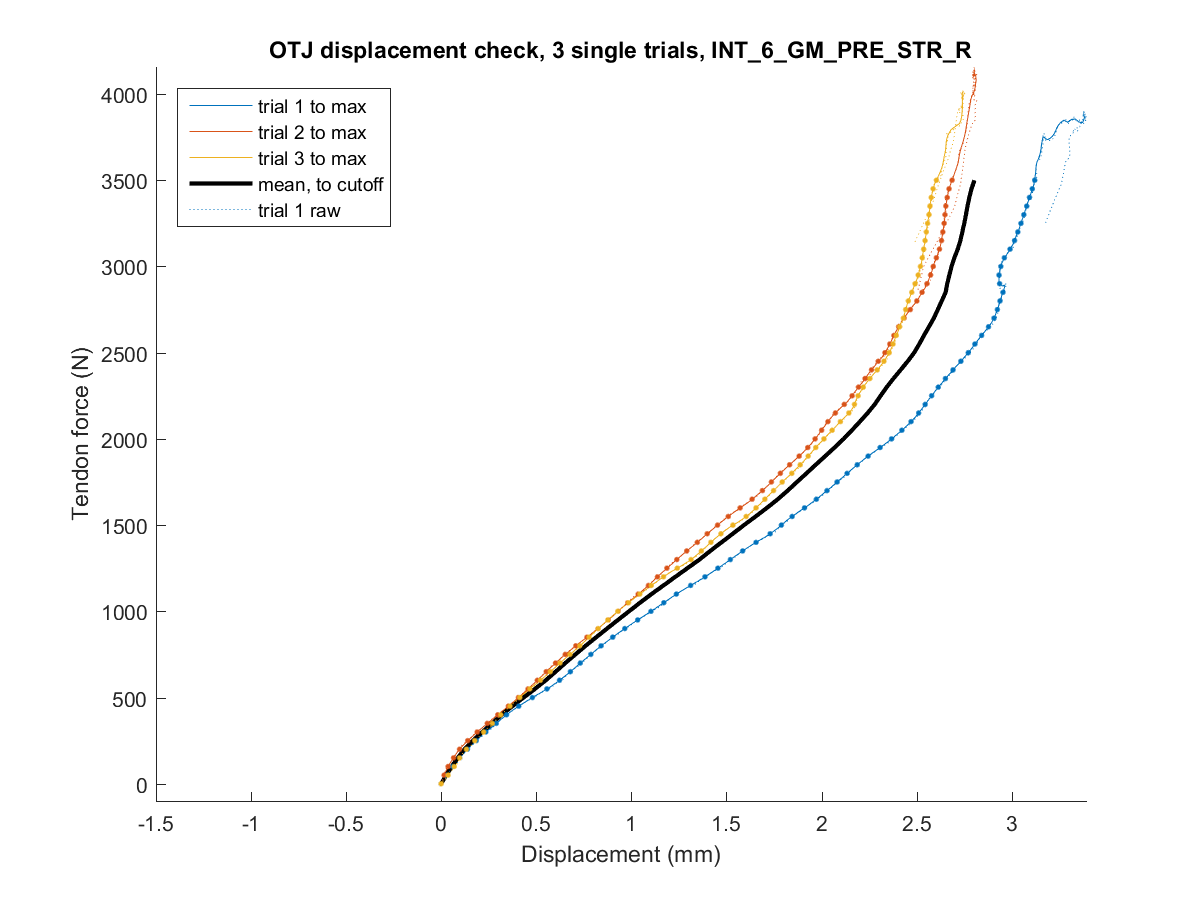 OTJ displacement check, 3 single trials, INT_6_GM_PRE_STR_R
trial 1 to max
trial 2 to max
trial 3 to max
mean, to cutoff
trial 1 raw
Tendon force (N)
4000
3500
3000
2500
2000
1500
1000
500
0
-1.5 -1 -0.5 0 0.5 1 1.5 2 2.5 3
Displacement (mm)